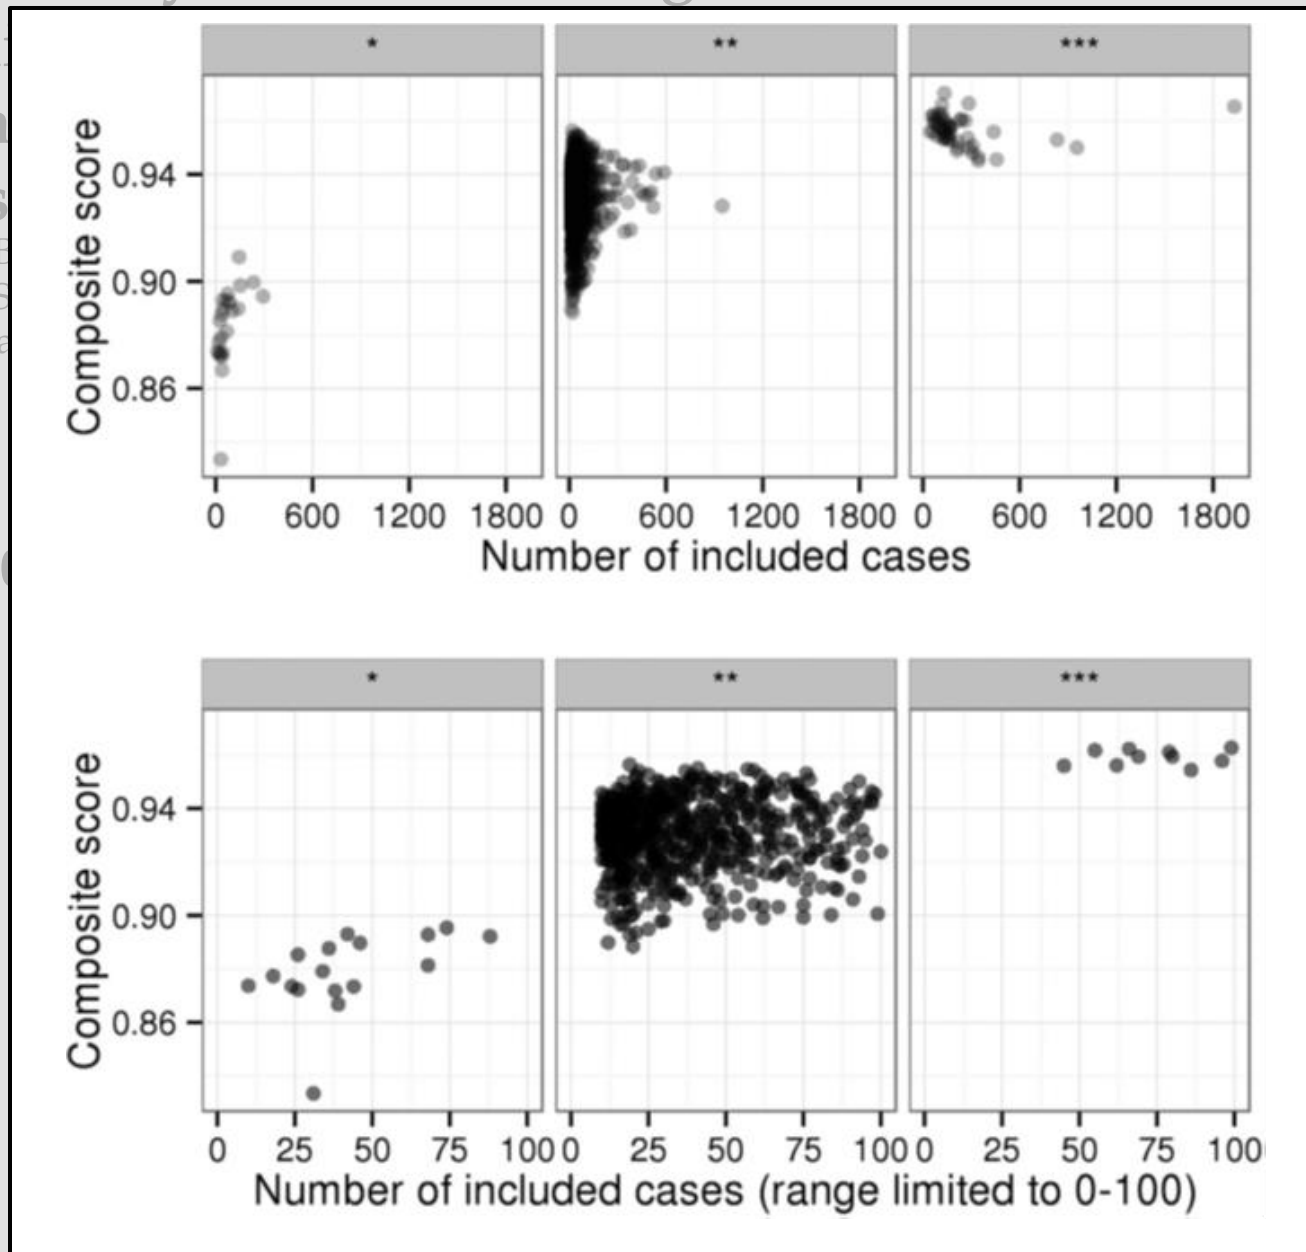 * ** ***
Composite score
0.94
0.90
0.86
0 600 1200 1800 0 600 1200 1800 0 600 1200 1800
Number of included cases
* ** ***
Composite score
0.94
0.90
0.86
0 25 50 75 100 0 25 50 75 100 0 25 50 75 100
Number of included cases (range limited to 0-100)